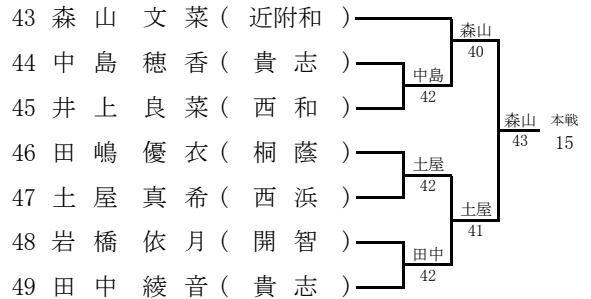 43 森山 文菜 ( 近附和 )
44 中島 穂香 ( 貴志 )
45 井上 良菜 ( 西和 )
46 田嶋 優衣 ( 桐蔭 )
47 土屋 真希 ( 西浜 )
48 岩橋 依月 ( 開智 )
49 田中 綾音 ( 貴志 )
中島
42
土屋
42
田中
42
森山
40
土屋
41
森山
43
本戦
15